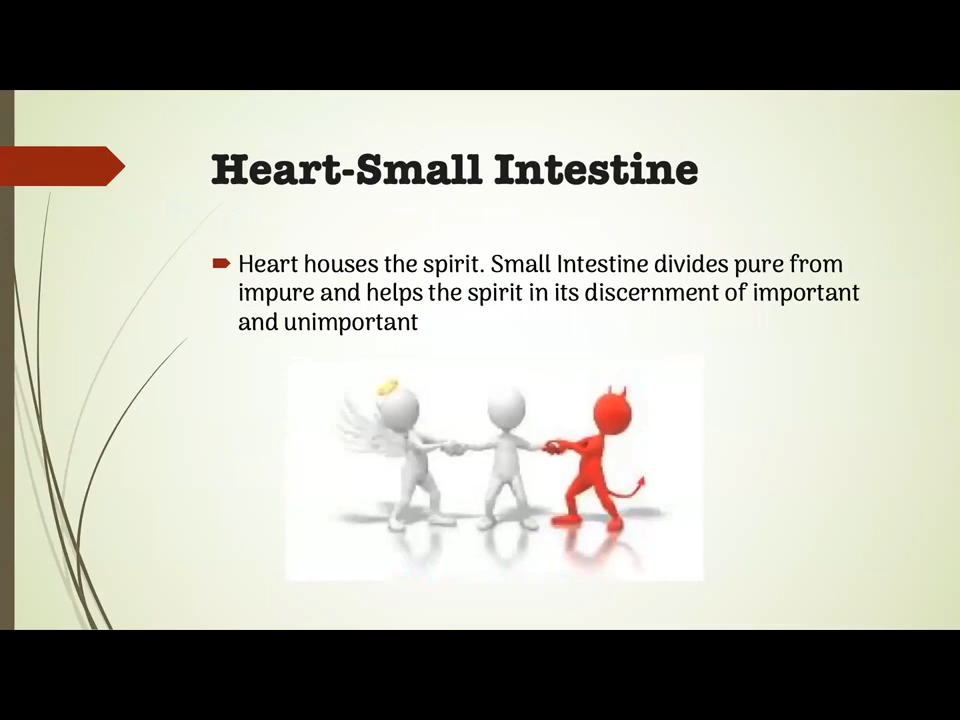 Heart-Small Intestine
Heart houses the spirit. Small Intestine divides pure from
impure and helps the spirit in its discernment of important
and unimportant